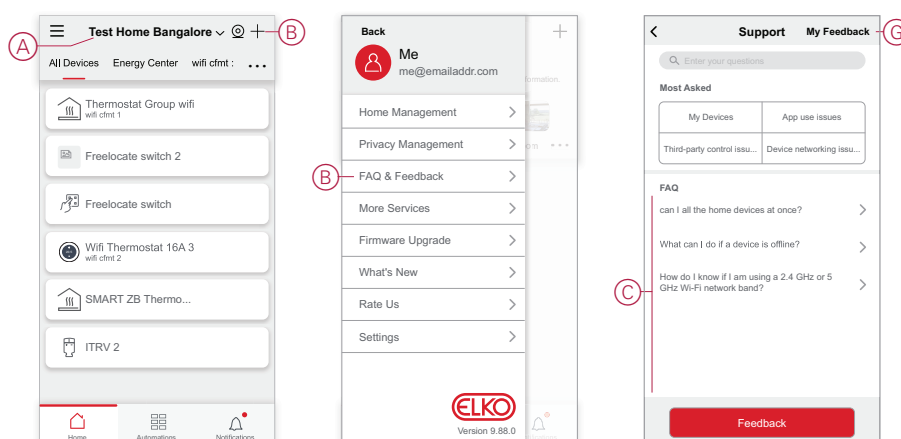 A
Test Home Bangalore
B
All Devices Energy Center wifi cfmt :
Thermostat Group wifi
wifi cfmt 1
Freelocate switch 2
Freelocate switch
Wifi Thermostat 16A 3
wifi cfmt 2
SMART ZB Thermo...
ITRV 2
Home Automations Notifications
Back
Me
me@emailaddr.com
Home Management
Privacy Management
B
FAQ & Feedback
More Services
Firmware Upgrade
What's New
Rate Us
Settings
ELKO
Version 9.88.0
Support My Feedback
G
Enter your questions
Most Asked
My Devices App use issues
Third-party control issu... Device networking issu...
FAQ
can I all the home devices at once?
What can I do if a device is offline?
C
How do I know if I am using a 2.4 GHz or 5
GHz Wi-Fi network band?
Feedback